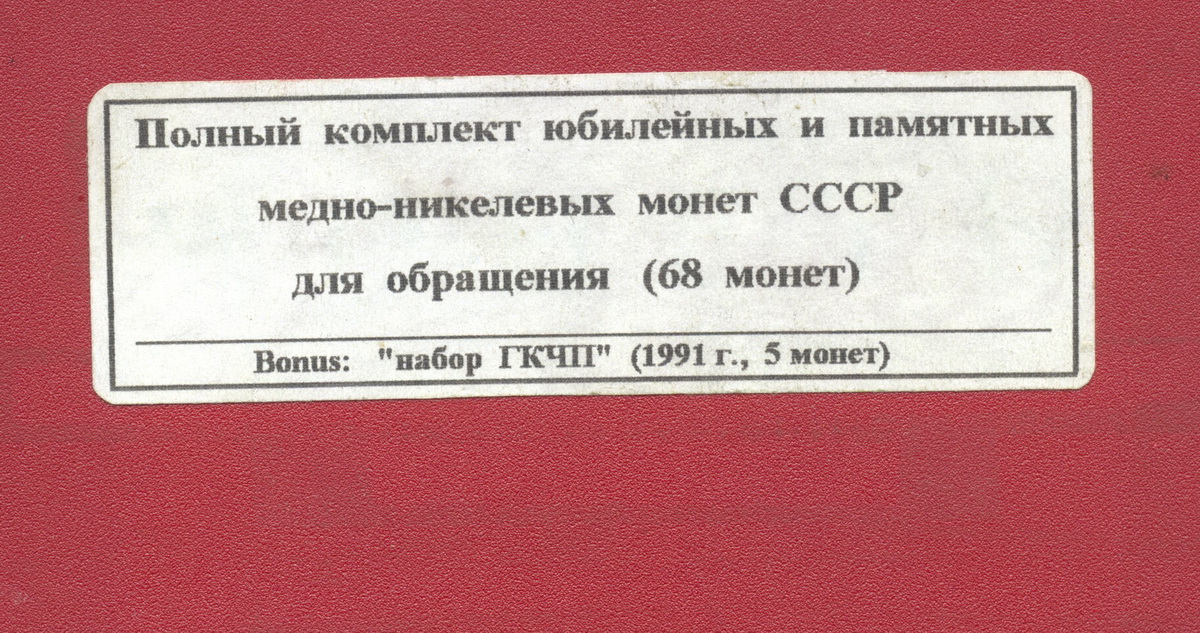 Полный комплект юбилейных и памятных
медно-никелевых монет СССР
для обращения (68 монет)
Bonus: "набор ГКЧП" (1991 г., 5 монет)